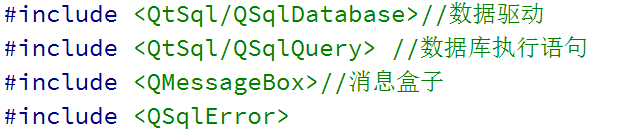 #include <QtSql/QSqlDatabase>//数据驱动
#include <QtSql/QSqlQuery> //数据库执行语句
#include <QMessageBox>//消息盒子
#include <QSqlError>